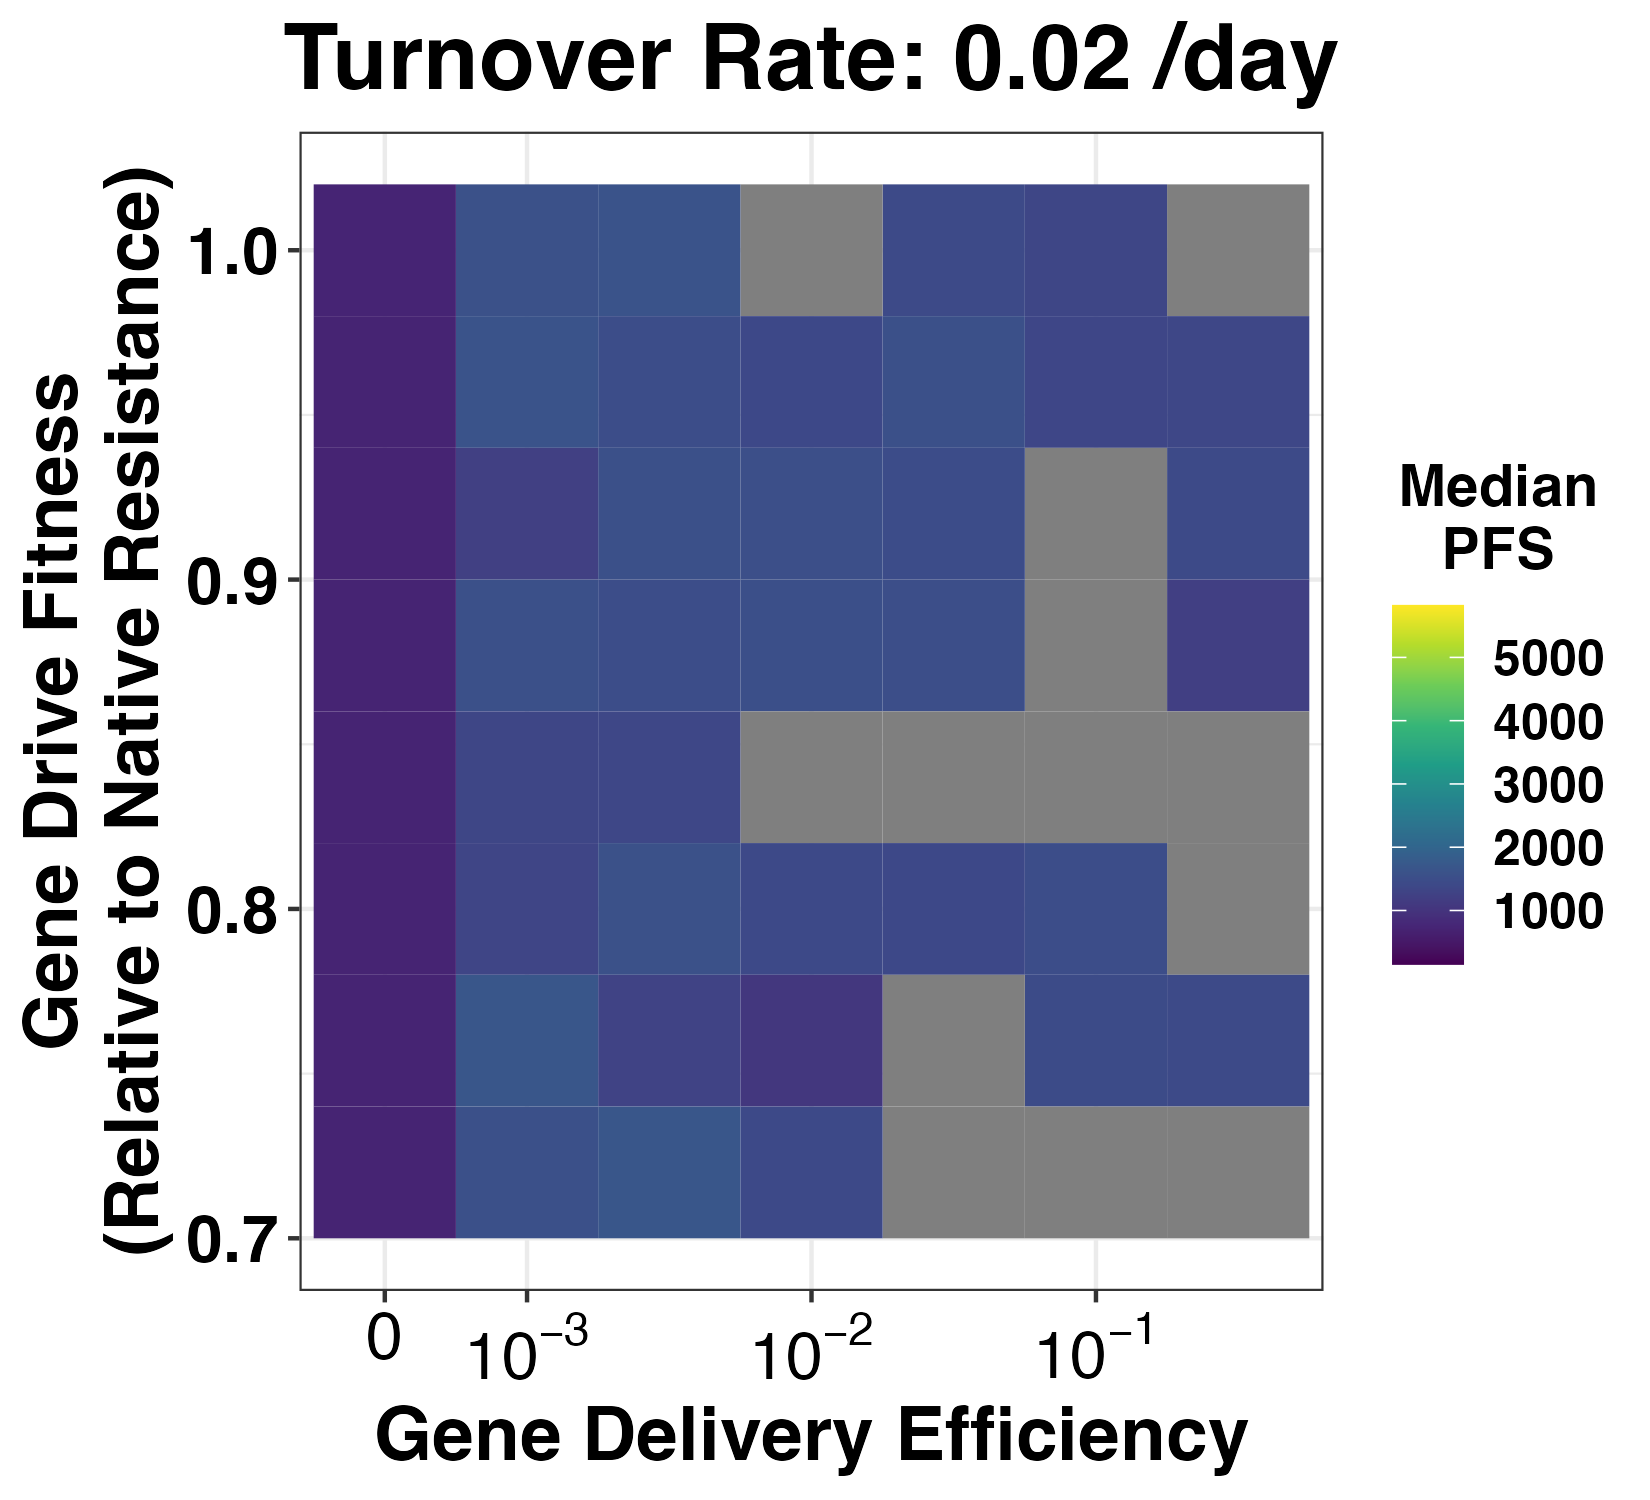 Turnover Rate: 0.02 /day
Gene Drive Fitness
(Relative to Native Resisistance)
1.0
0.9
0.8
0.7
0
10⁻³
10⁻²
10⁻¹
Gene Delivery Efficiency
Median
PFS
5000
4000
3000
2000
1000